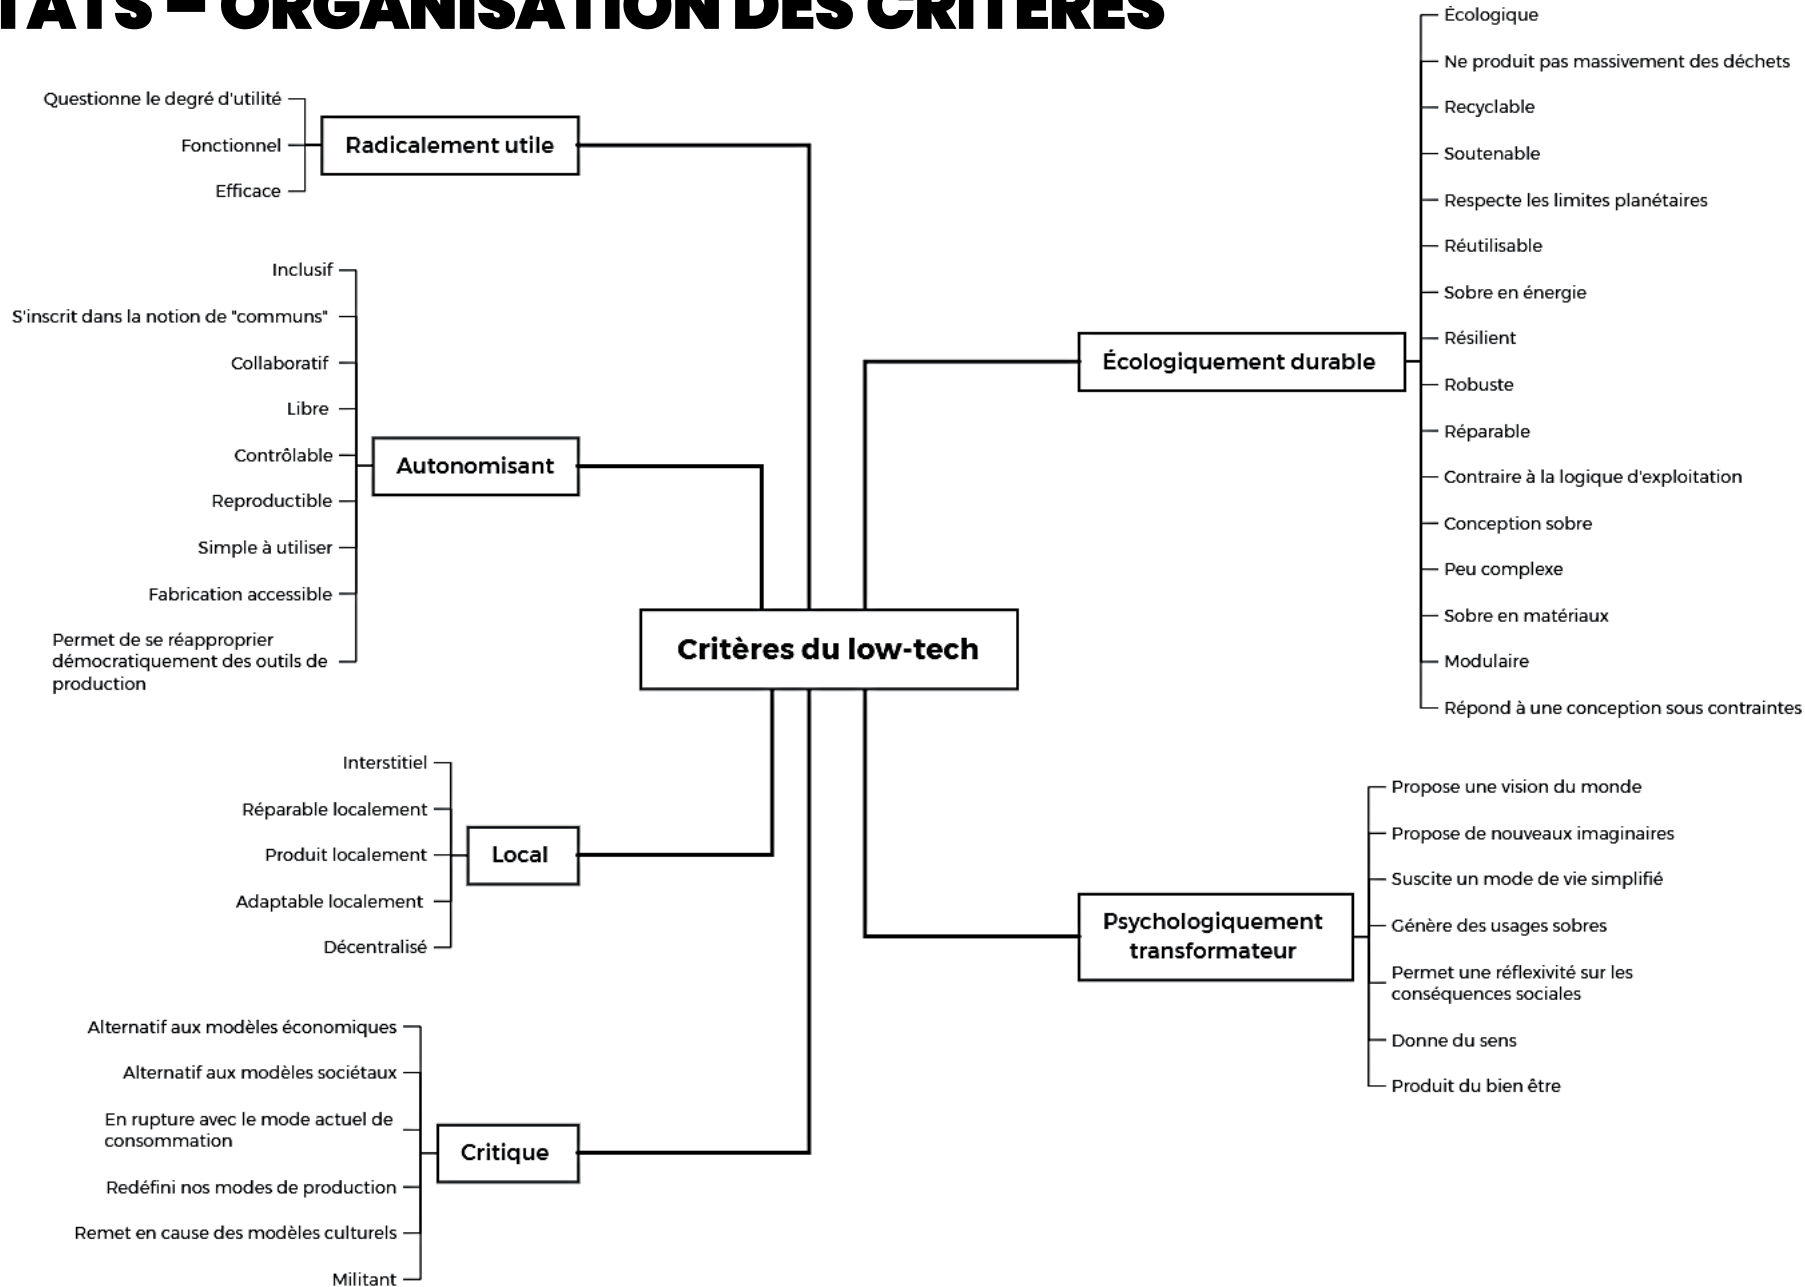 TATS – ORGANISATION DES CRITÈRES
Questionne le degré d'utilité
Fonctionnel
Efficace
Radicalement utile
Inclusif
S'inscrit dans la notion de "communs"
Collaboratif
Libre
Contrôlable
Reproductible
Simple à utiliser
Fabrication accessible
Permet de se réapproprier
démocratiquement des outils de
production
Autonomisant
Critères du low-tech
Interstitiel
Réparable localement
Produit localement
Adaptable localement
Décentralisé
Local
Alternatif aux modèles économiques
Alternatif aux modèles sociétaux
En rupture avec le mode actuel de
consommation
Redéfini nos modes de production
Remet en cause des modèles culturels
Militant
Critique
Écologiquement durable
Écologique
Ne produit pas massivement des déchets
Recyclable
Soutenable
Respecte les limites planétaires
Réutilisable
Sobre en énergie
Résilient
Robuste
Réparable
Contraire à la logique d'exploitation
Conception sobre
Peu complexe
Sobre en matériaux
Modulaire
Répond à une conception sous contraintes
Psychologiquement
transformateur
Propose une vision du monde
Propose de nouveaux imaginaires
Suscite un mode de vie simplifié
Génère des usages sobres
Permet une réflexivité sur les
conséquences sociales
Donne du sens
Produit du bien être